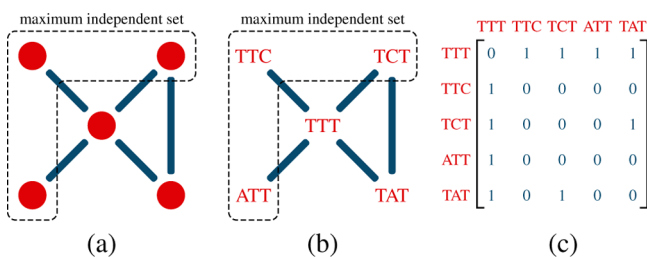 maximum independent set
maximum independent set
TTC TCT
TTT
ATT TAT
TTT TTC TCT ATT TAT
TTT 0 1 1 1 1
TTC 1 0 0 0 0
TCT 1 0 0 0 1
ATT 1 0 0 0 0
TAT 1 0 1 0 0
(a) (b) (c)